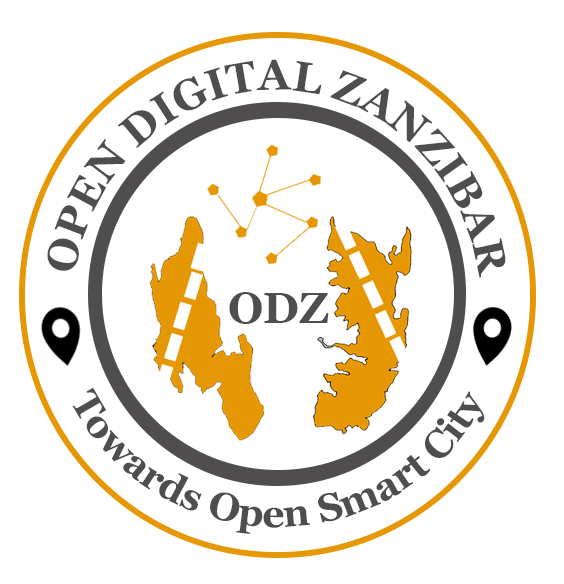 OPEN DIGITAL ZANZIBAR
ODZ
Towards Open Smart City